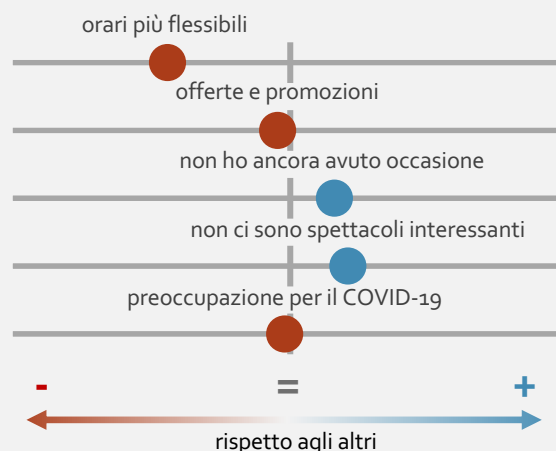 orari più flessibili
offerte e promozioni
non ho ancora avuto occasione
non ci sono spettacoli interessanti
preoccupazione per il COVID-19
- = +
rispetto agli altri